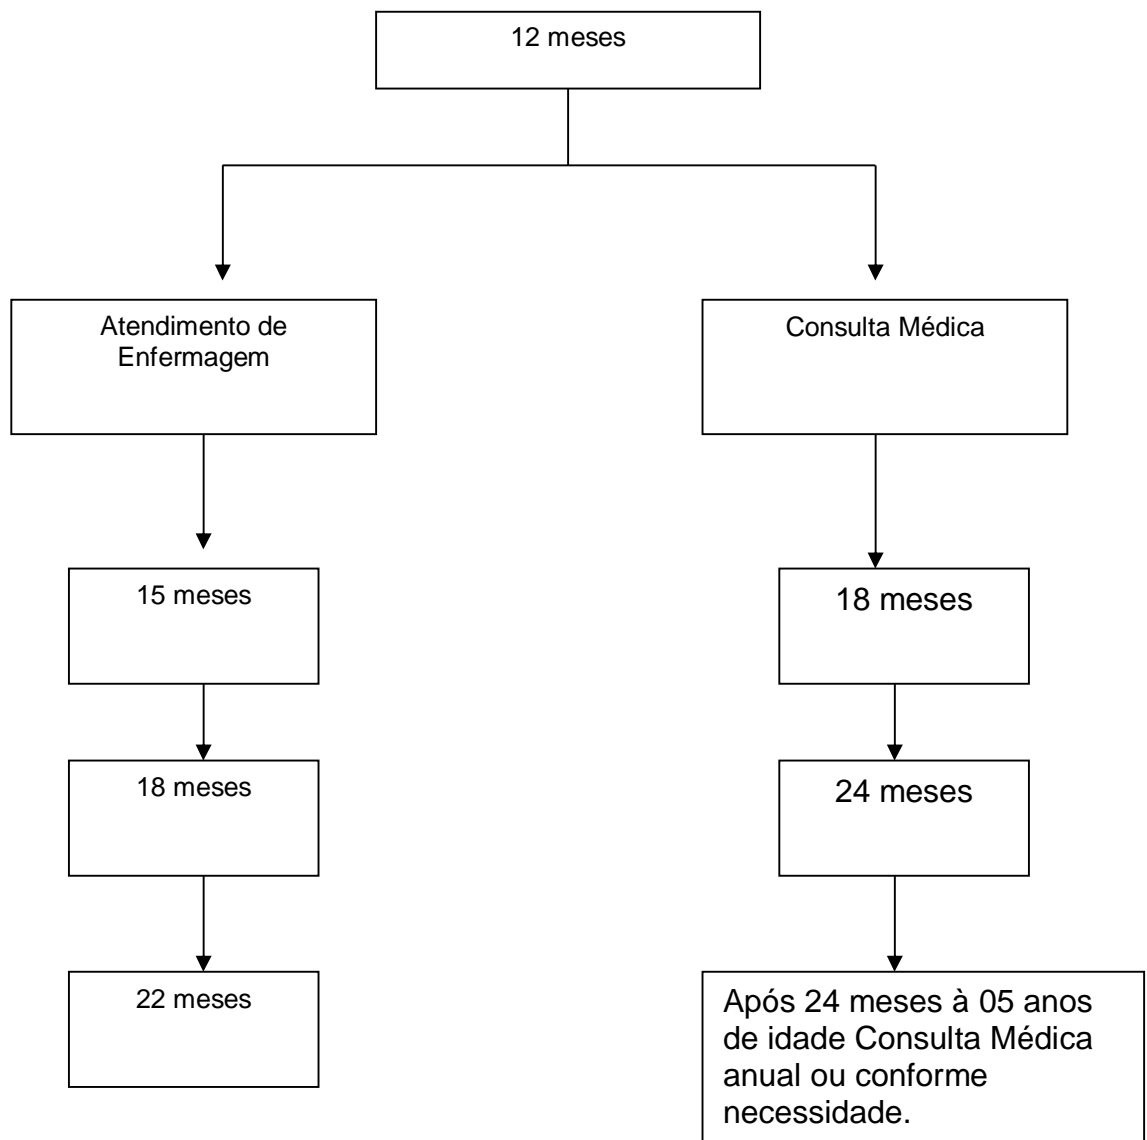 12 meses
Atendimento de
Enfermagem
Consulta Médica
15 meses
18 meses
18 meses
24 meses
22 meses
Após 24 meses à 05 anos
de idade Consulta Médica
anual ou conforme
necessidade.